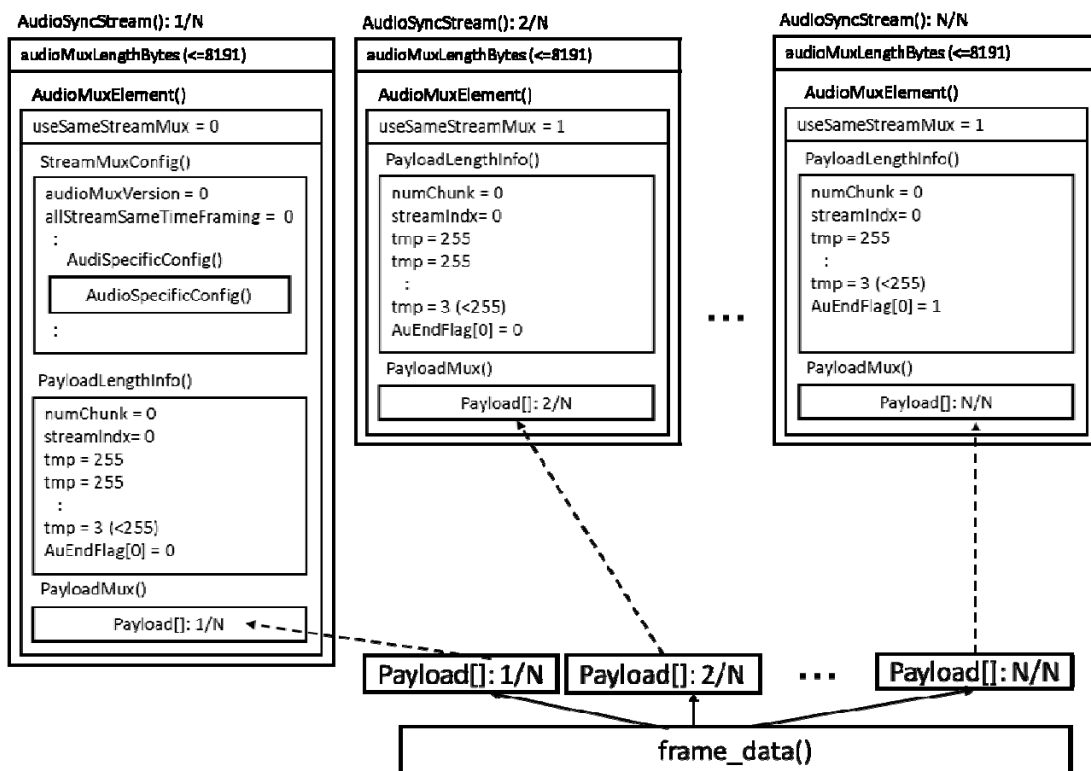 AudioSyncStream(): 1/N
audioMuxLengthBytes (<=8191)
AudioMuxElement()
useSameStreamMux = 0
StreamMuxConfig()
audioMuxVersion = 0
allStreamSameTimeFraming = 0
:
AudiSpecificConfig()
AudioSpecificConfig()
:
PayloadLengthInfo()
numChunk = 0
streamIndx= 0
tmp = 255
tmp = 255
:
tmp = 3 (<255)
AuEndFlag[0] = 0
PayloadMux()
Payload[]: 1/N
AudioSyncStream(): 2/N
audioMuxLengthBytes (<=8191)
AudioMuxElement()
useSameStreamMux = 1
PayloadLengthInfo()
numChunk = 0
streamIndx= 0
tmp = 255
tmp = 255
:
tmp = 3 (<255)
AuEndFlag[0] = 0
PayloadMux()
Payload[]: 2/N
...
AudioSyncStream(): N/N
audioMuxLengthBytes (<=8191)
AudioMuxElement()
useSameStreamMux = 1
PayloadLengthInfo()
numChunk = 0
streamIndx= 0
tmp = 255
:
tmp = 3 (<255)
AuEndFlag[0] = 1
PayloadMux()
Payload[]: N/N
Payload[]: 1/N
Payload[]: 2/N
...
Payload[]: N/N
frame_data()